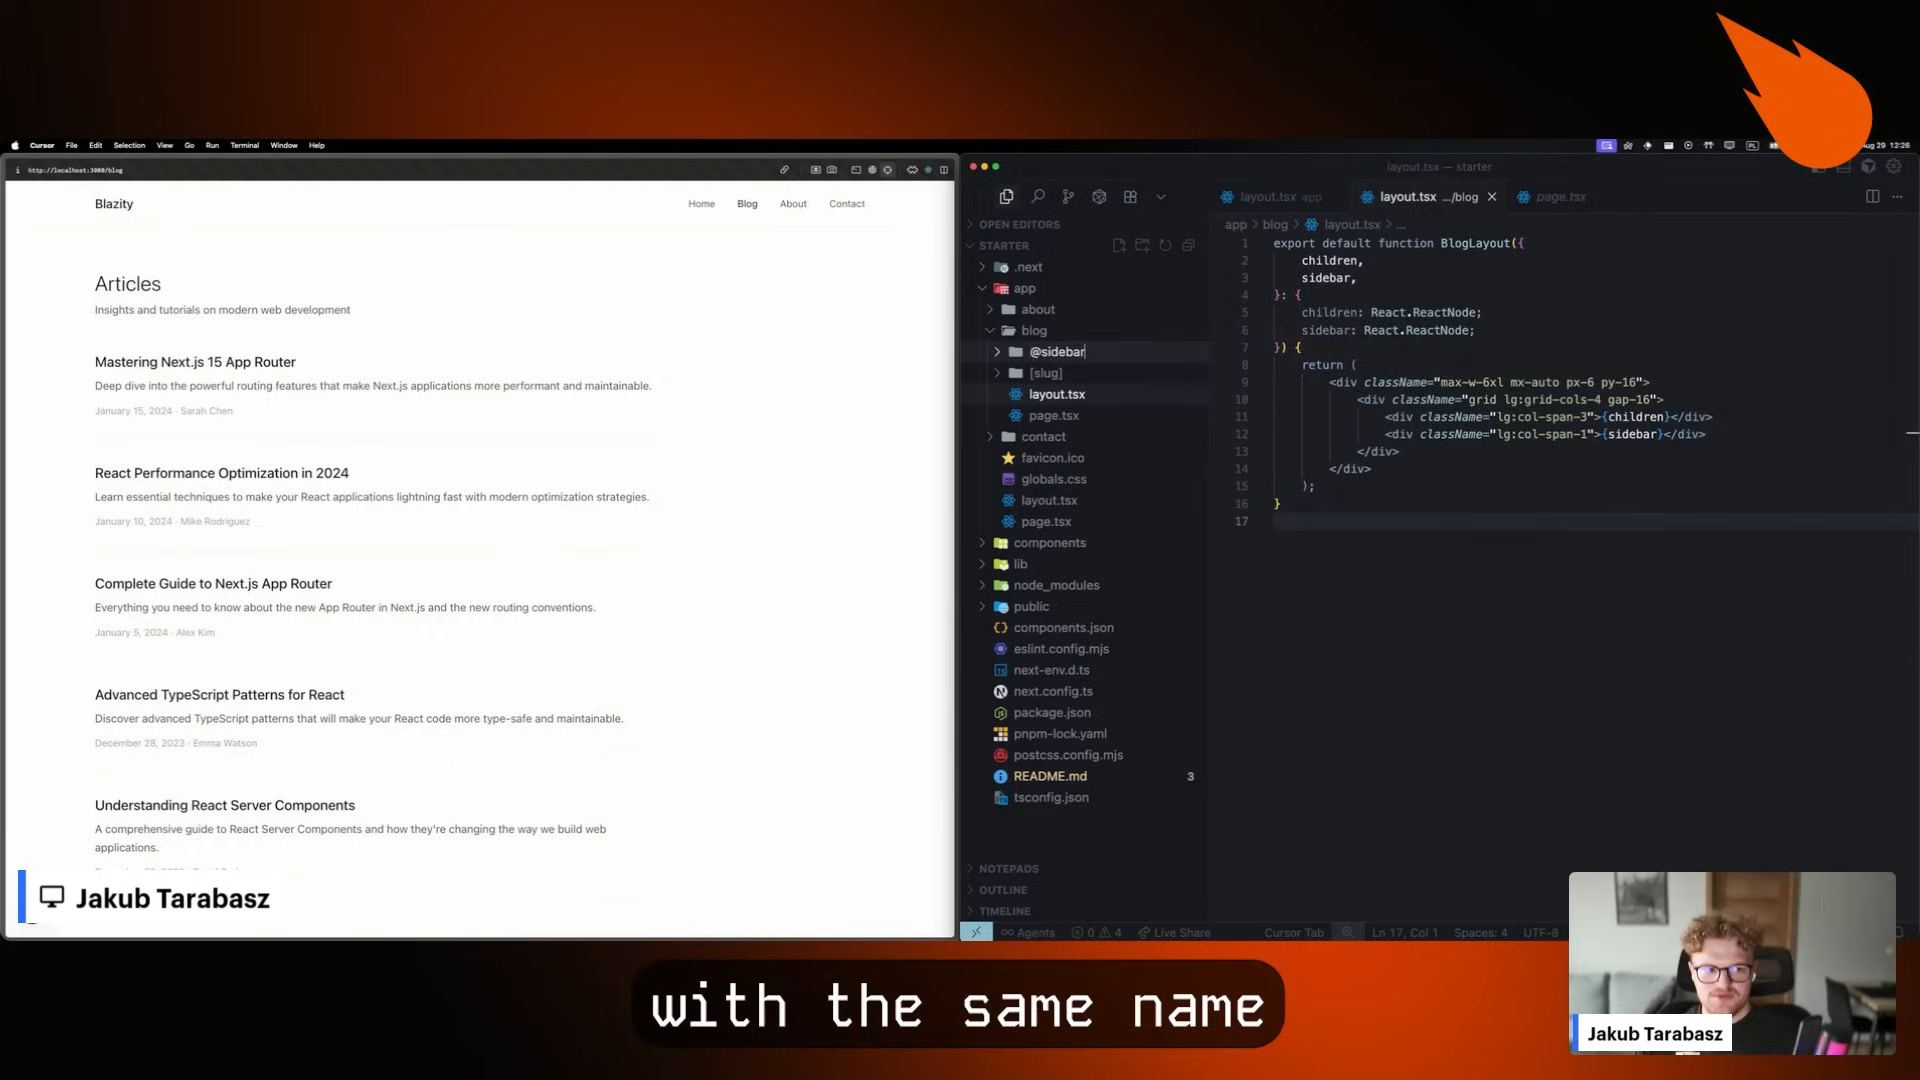 Cursor File Edit Selection View Go Run Terminal Window Help
PL
Aug 29 12:26
http://localhost:3000/blog
Blazity
Home Blog About Contact
Articles
Insights and tutorials on modern web development
Mastering Next.js 15 App Router
Deep dive into the powerful routing features that make Next.js applications more performant and maintainable.
January 15, 2024 · Sarah Chen
React Performance Optimization in 2024
Learn essential techniques to make your React applications lightning fast with modern optimization strategies.
January 10, 2024 · Mike Rodriguez
Complete Guide to Next.js App Router
Everything you need to know about the new App Router in Next.js and the new routing conventions.
January 5, 2024 · Alex Kim
Advanced TypeScript Patterns for React
Discover advanced TypeScript patterns that will make your React code more type-safe and maintainable.
December 28, 2023 · Emma Watson
Understanding React Server Components
A comprehensive guide to React Server Components and how they're changing the way we build web
applications.
Jakub Tarabasz
layout.tsx — starter
OPEN EDITORS
STARTER
.next
app
about
blog
@sidebar
[slug]
layout.tsx
page.tsx
contact
favicon.ico
globals.css
layout.tsx
page.tsx
components
lib
node_modules
public
components.json
eslint.config.mjs
next-env.d.ts
next.config.ts
package.json
pnpm-lock.yaml
postcss.config.mjs
README.md 3
tsconfig.json
NOTEPADS
OUTLINE
TIMELINE
layout.tsx app layout.tsx .../blog page.tsx
app > blog > layout.tsx > ...
1 export default function BlogLayout({
2 children,
3 sidebar,
4 }: {
5 children: React.ReactNode;
6 sidebar: React.ReactNode;
7 }) {
8 return (
9 <div className="max-w-6xl mx-auto px-6 py-16">
10 <div className="grid lg:grid-cols-4 gap-16">
11 <div className="lg:col-span-3">{children}</div>
12 <div className="lg:col-span-1">{sidebar}</div>
13 </div>
14 </div>
15 );
16 }
17
Agents 0 4 Live Share Cursor Tab Ln 17, Col 1 Spaces: 4 UTF-8
Jakub Tarabasz
with the same name